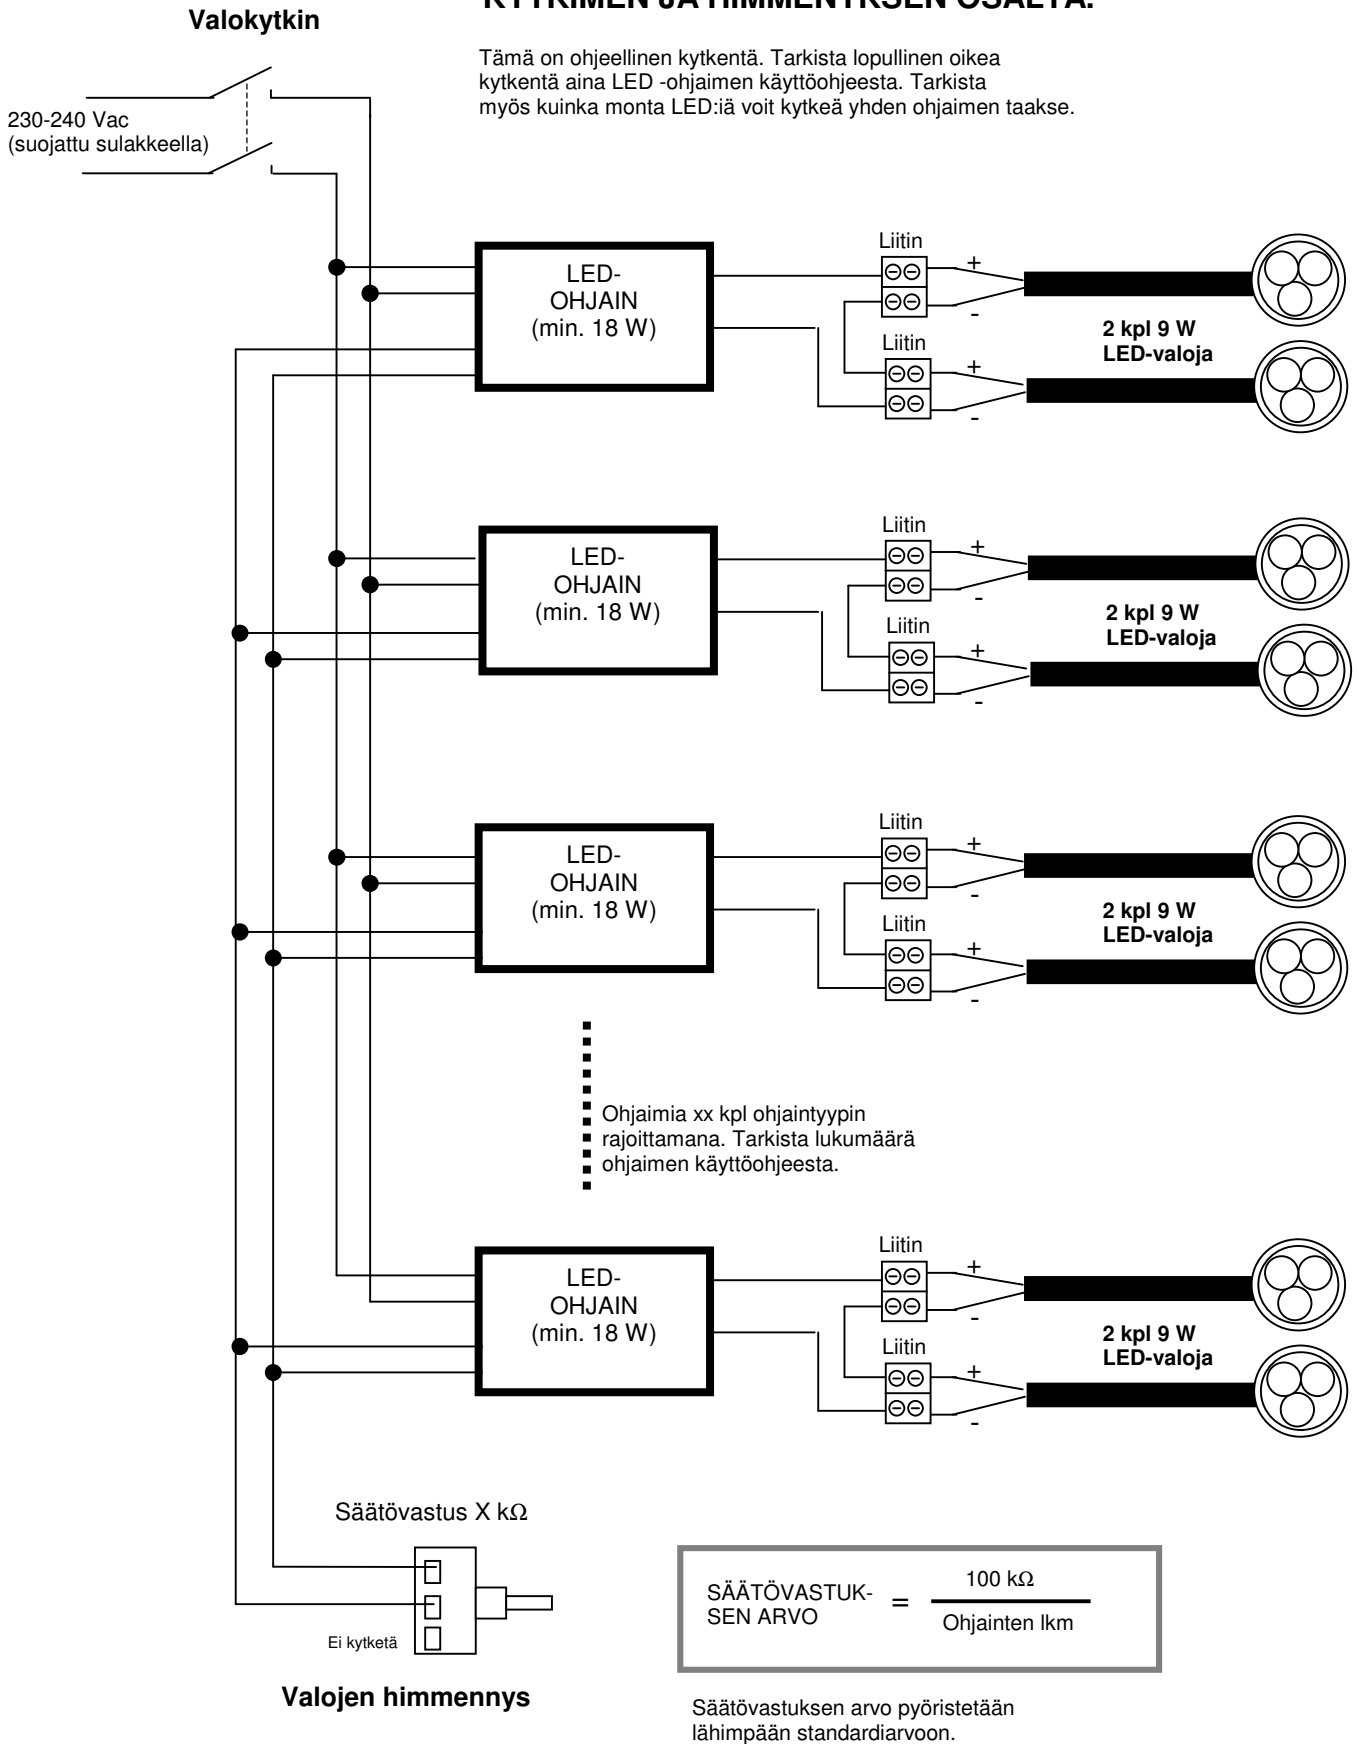 KYTKIMEN JA HIMMENYKSEN OSALTA.
Valokytkin
Tämä on ohjeellinen kytkentä. Tarkista lopullinen oikea
kytkentä aina LED -ohjaimen käyttöohjeesta. Tarkista
myös kuinka monta LED:iä voit kytkeä yhden ohjaimen taakse.
230-240 Vac
(suojattu sulakkeella)
LED-
OHJAIN
(min. 18 W)
Liitin
+
-
2 kpl 9 W
LED-valoja
Liitin
+
-
LED-
OHJAIN
(min. 18 W)
Liitin
+
-
2 kpl 9 W
LED-valoja
Liitin
+
-
LED-
OHJAIN
(min. 18 W)
Liitin
+
-
2 kpl 9 W
LED-valoja
Liitin
+
-
Ohjaimia xx kpl ohjaintyypin
rajoittamana. Tarkista lukumäärä
ohjaimen käyttöohjeesta.
LED-
OHJAIN
(min. 18 W)
Liitin
+
-
2 kpl 9 W
LED-valoja
Liitin
+
-
Säätövastus X kΩ
Ei kytketä
Valojen himmennys
SÄÄTÖVASTUK-
SEN ARVO
=
100 kΩ
Ohjainten lkm
Säätövastuksen arvo pyöristetään
lähimpään standardiarvoon.